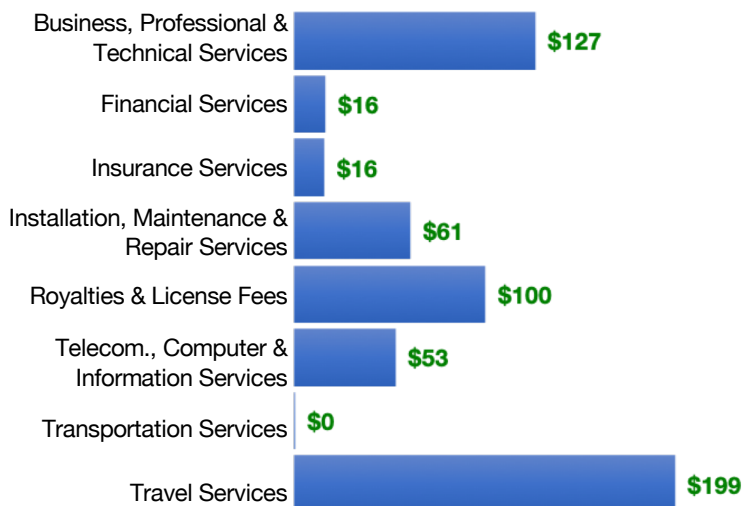 Business, Professional &
Technical Services
$127
Financial Services
$16
Insurance Services
$16
Installation, Maintenance &
Repair Services
$61
Royalties & License Fees
$100
Telecom., Computer &
Information Services
$53
Transportation Services
$0
Travel Services
$199